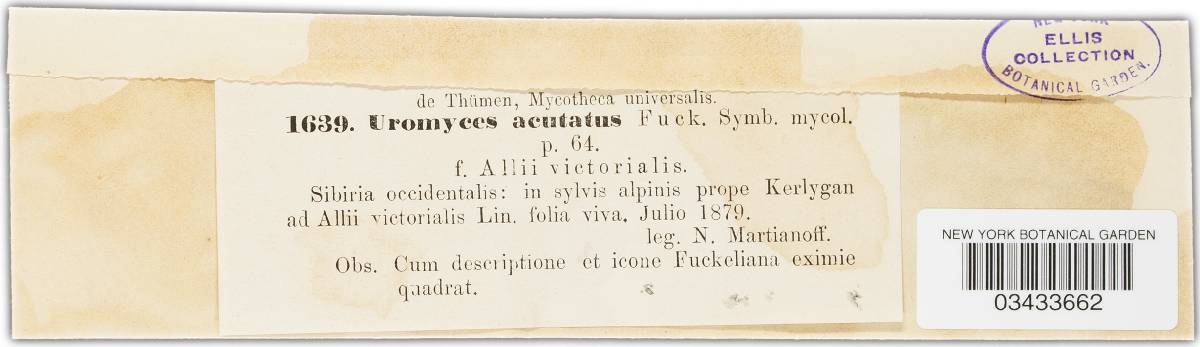 NEW YORK
ELLIS
COLLECTION
BOTANICAL GARDEN.
de Thümen, Mycotheca universalis.
1639. Uromyces acutatus Fuck. Symb. mycol.
p. 64.
f. Allii victorialis.
Sibiria occidentalis: in sylvis alpinis prope Kerlygan
ad Allii victorialis Lin. folia viva. Julio 1879.
leg. N. Martianoff.
Obs. Cum descriptione et icone Fuckeliana eximie
quadrat.
NEW YORK BOTANICAL GARDEN
03433662